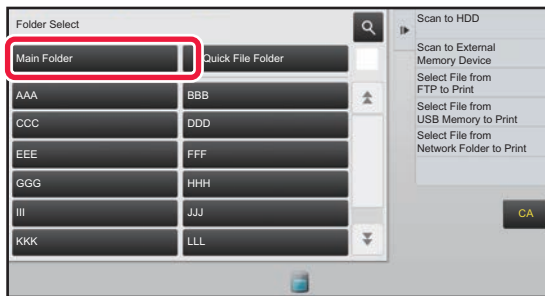 Folder Select
Main Folder
Quick File Folder
AAA
BBB
CCC
DDD
EEE
FFF
GGG
HHH
III
JJJ
KKK
LLL
Scan to HDD
Scan to External
Memory Device
Select File from
FTP to Print
Select File from
USB Memory to Print
Select File from
Network Folder to Print
CA